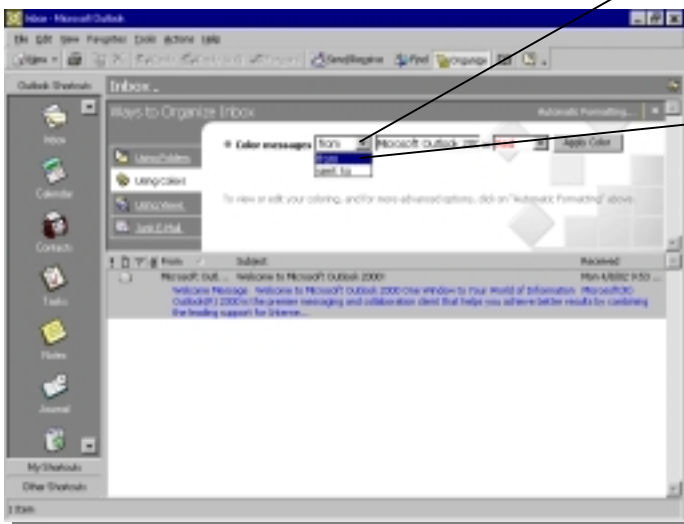 Inbox - Microsoft Outlook
File Edit View Favorites Tools Actions Help
New Send/Receive Find Organize
Outlook Shortcuts Inbox .
Ways to Organize Inbox Automatic Formatting...
Color messages from Microsoft Outlook in Red Apply Color
from
sent to
Using Folders
Using Colors
Using Views
Junk E-Mail
To view or edit your coloring, and for more advanced options, click on "Automatic Formatting" above.
Inbox
Calendar
Contacts
Tasks
Notes
Journal
From Subject Received
Microsoft Out... Welcome to Microsoft Outlook 2000! Mon
Welcome Message Welcome to Microsoft Outlook 2000 One Window to Your World of Information Microsoft(R)
Outlook(R) 2000 is the premier messaging and collaboration client that helps you achieve better results by combining
the leading support for Interne...
My Shortcuts
Other Shortcuts
1 Item